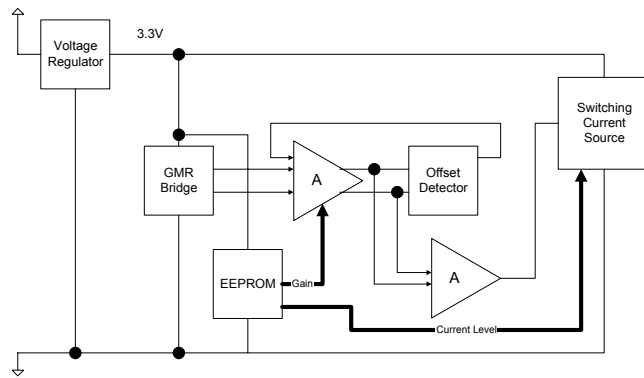 Voltage
Regulator
3.3V
Switching
Current
Source
GMR
Bridge
A
Offset
Detector
EEPROM
Gain
A
Current Level